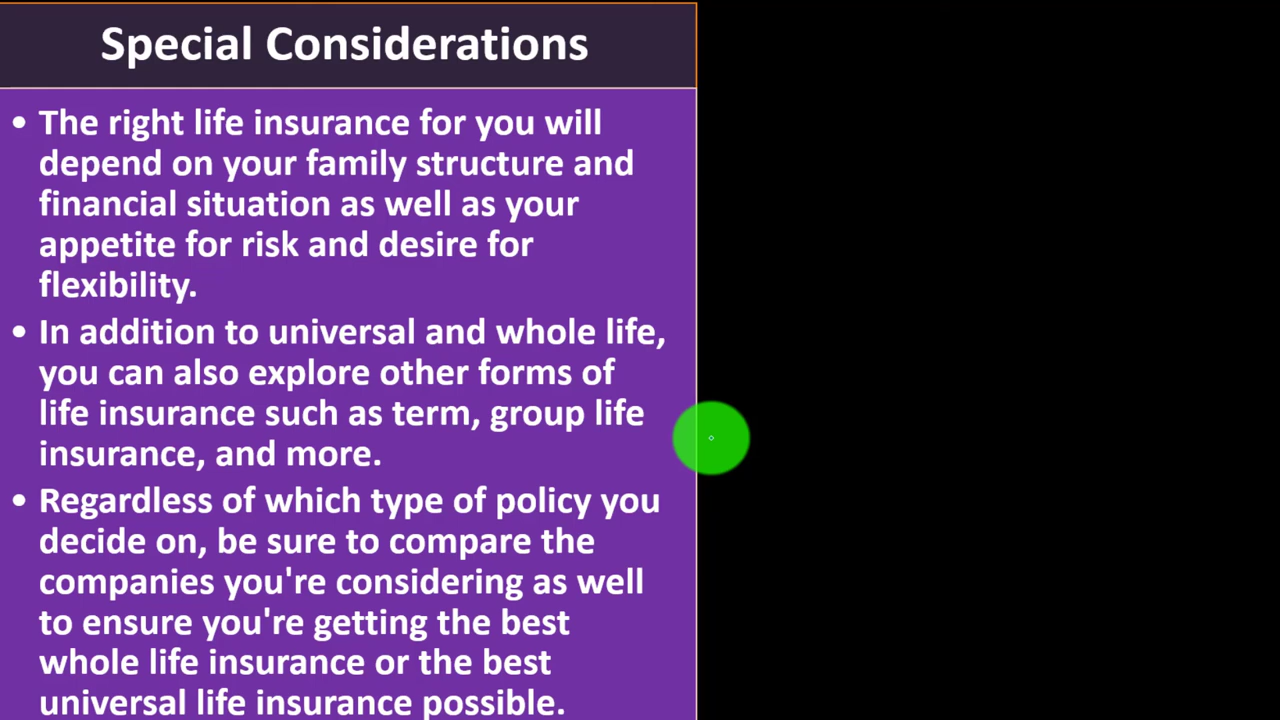 Special Considerations
• The right life insurance for you will
depend on your family structure and
financial situation as well as your
appetite for risk and desire for
flexibility.
• In addition to universal and whole life,
you can also explore other forms of
life insurance such as term, group life
insurance, and more.
• Regardless of which type of policy you
decide on, be sure to compare the
companies you're considering as well
to ensure you're getting the best
whole life insurance or the best
universal life insurance possible.